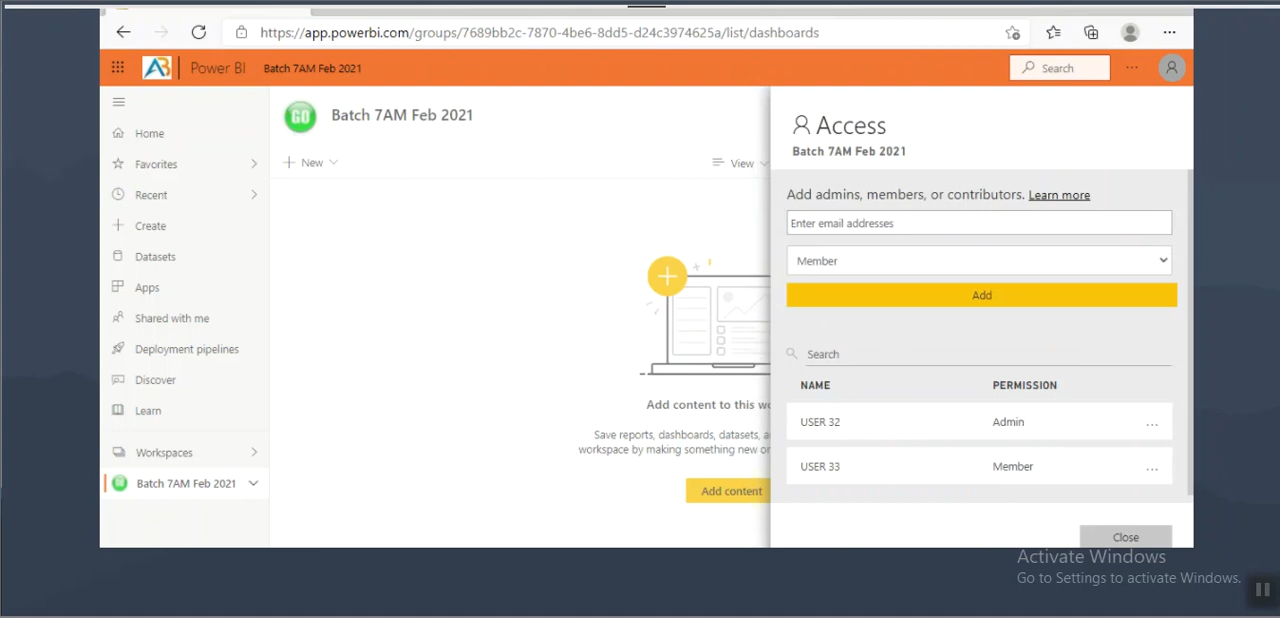 https://app.powerbi.com/groups/7689bb2c-7870-4be6-8dd5-d24c3974625a/list/dashboards
AB Power BI Batch 7AM Feb 2021 Search
GO Batch 7AM Feb 2021
New View
Home
Favorites
Recent
Create
Datasets
Apps
Shared with me
Deployment pipelines
Discover
Learn
Workspaces
Batch 7AM Feb 2021
Add content to this wo
Save reports, dashboards, datasets, a
workspace by making something new or
Add content
Access
Batch 7AM Feb 2021
Add admins, members, or contributors. Learn more
Enter email addresses
Member
Add
Search
NAME PERMISSION
USER 32 Admin ...
USER 33 Member ...
Close
Activate Windows
Go to Settings to activate Windows.